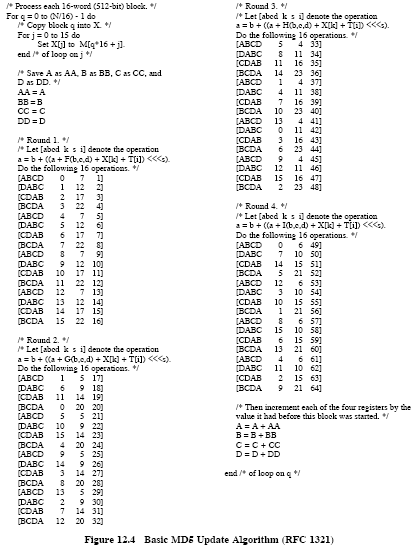 /* Process each 16-word (512-bit) block. */
For q = 0 to (N/16) - 1 do
/* Copy block q into X. */
For j = 0 to 15 do
Set X[j] to M[q*16 + j].
end /* of loop on j */
/* Save A as AA, B as BB, C as CC, and
D as DD. */
AA = A
BB = B
CC = C
DD = D
/* Round 1. */
/* Let [abcd k s i] denote the operation
a = b + ((a + F(b,c,d) + X[k] + T[i]) <<<s).
Do the following 16 operations. */
[ABCD 0 7 1]
[DABC 1 12 2]
[CDAB 2 17 3]
[BCDA 3 22 4]
[ABCD 4 7 5]
[DABC 5 12 6]
[CDAB 6 17 7]
[BCDA 7 22 8]
[ABCD 8 7 9]
[DABC 9 12 10]
[CDAB 10 17 11]
[BCDA 11 22 12]
[ABCD 12 7 13]
[DABC 13 12 14]
[CDAB 14 17 15]
[BCDA 15 22 16]
/* Round 2. */
/* Let [abcd k s i] denote the operation
a = b + ((a + G(b,c,d) + X[k] + T[i]) <<<s).
Do the following 16 operations. */
[ABCD 1 5 17]
[DABC 6 9 18]
[CDAB 11 14 19]
[BCDA 0 20 20]
[ABCD 5 5 21]
[DABC 10 9 22]
[CDAB 15 14 23]
[BCDA 4 20 24]
[ABCD 9 5 25]
[DABC 14 9 26]
[CDAB 3 14 27]
[BCDA 8 20 28]
[ABCD 13 5 29]
[DABC 2 9 30]
[CDAB 7 14 31]
[BCDA 12 20 32]
/* Round 3. */
/* Let [abcd k s i] denote the operation
a = b + ((a + H(b,c,d) + X[k] + T[i]) <<<s).
Do the following 16 operations. */
[ABCD 5 4 33]
[DABC 8 11 34]
[CDAB 11 16 35]
[BCDA 14 23 36]
[ABCD 1 4 37]
[DABC 4 11 38]
[CDAB 7 16 39]
[BCDA 10 23 40]
[ABCD 13 4 41]
[DABC 0 11 42]
[CDAB 3 16 43]
[BCDA 6 23 44]
[ABCD 9 4 45]
[DABC 12 11 46]
[CDAB 15 16 47]
[BCDA 2 23 48]
/* Round 4. */
/* Let [abcd k s i] denote the operation
a = b + ((a + I(b,c,d) + X[k] + T[i]) <<<s).
Do the following 16 operations. */
[ABCD 0 6 49]
[DABC 7 10 50]
[CDAB 14 15 51]
[BCDA 5 21 52]
[ABCD 12 6 53]
[DABC 3 10 54]
[CDAB 10 15 55]
[BCDA 1 21 56]
[ABCD 8 6 57]
[DABC 15 10 58]
[CDAB 6 15 59]
[BCDA 13 21 60]
[ABCD 4 6 61]
[DABC 11 10 62]
[CDAB 2 15 63]
[BCDA 9 21 64]
/* Then increment each of the four registers by the
value it had before this block was started. */
A = A + AA
B = B + BB
C = C + CC
D = D + DD
end /* of loop on q */
Figure 12.4 Basic MD5 Update Algorithm (RFC 1321)